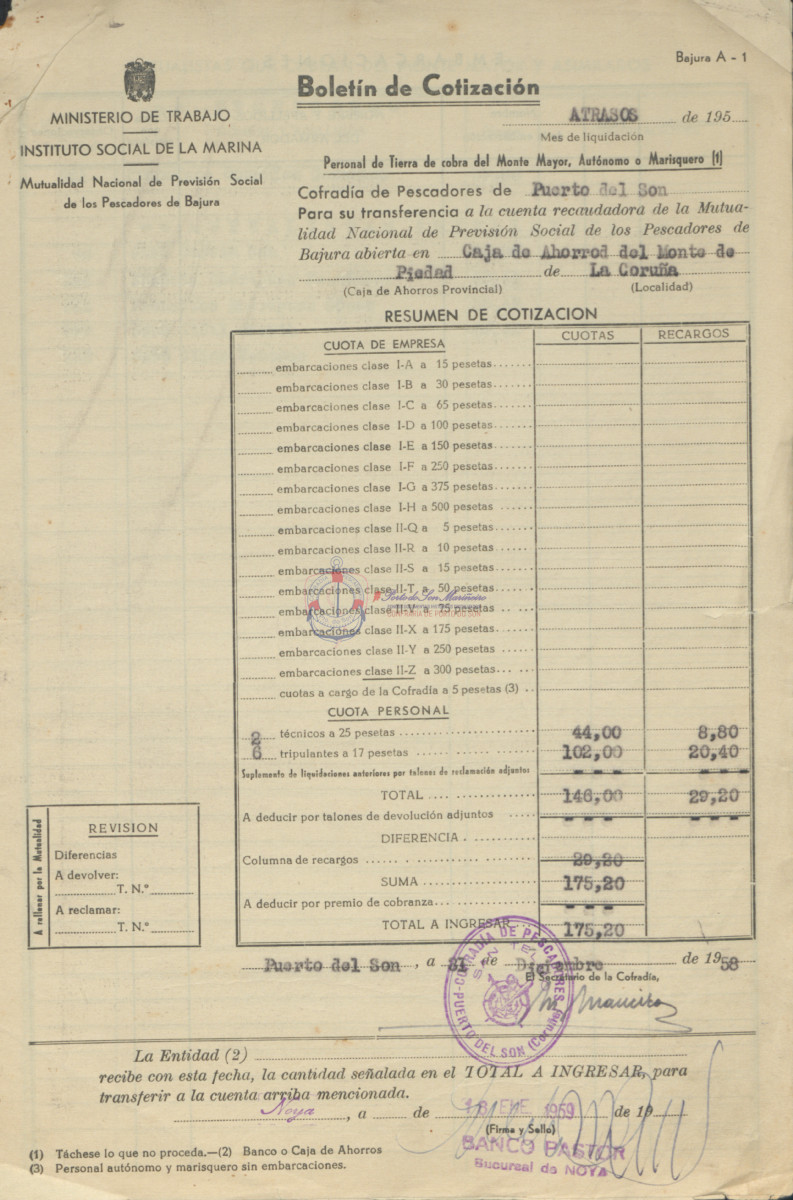 Bajura A - 1
Boletín de Cotización
MINISTERIO DE TRABAJO
INSTITUTO SOCIAL DE LA MARINA
Mutualidad Nacional de Previsión Social
de los Pescadores de Bajura
ATRASOS de 195
Mes de liquidación
Personal de Tierra de cobra del Monte Mayor, Autónomo o Marisquero (1)
Cofradía de Pescadores de Puerto del Son
Para su transferencia a la cuenta recaudadora de la Mutua-
lidad Nacional de Previsión Social de los Pescadores de
Bajura abierta en Caja de Ahorrod del Monte de
Piedad de La Coruña
(Caja de Ahorros Provincial) (Localidad)
RESUMEN DE COTIZACION
CUOTA DE EMPRESA CUOTAS RECARGOS
embarcaciones clase I-A a 15 pesetas
embarcaciones clase I-B a 30 pesetas
embarcaciones clase I-C a 65 pesetas
embarcaciones clase I-D a 100 pesetas
embarcaciones clase I-E a 150 pesetas
embarcaciones clase I-F a 250 pesetas
embarcaciones clase I-G a 375 pesetas
embarcaciones clase I-H a 500 pesetas
embarcaciones clase II-Q a 5 pesetas
embarcaciones clase II-R a 10 pesetas
embarcaciones clase II-S a 15 pesetas
embarcaciones clase II-T a 50 pesetas
Porto do Son Mariñeiro
embarcaciones clase II-V a 75 pesetas
embarcaciones clase II-X a 175 pesetas
embarcaciones clase II-Y a 250 pesetas
embarcaciones clase II-Z a 300 pesetas
cuotas a cargo de la Cofradía a 5 pesetas (3)
CUOTA PERSONAL
2 técnicos a 25 pesetas 44,00 8,80
6 tripulantes a 17 pesetas 102,00 20,40
Suplemento de liquidaciones anteriores por talones de reclamación adjuntos - - - - - -
TOTAL 146,00 29,20
A deducir por talones de devolución adjuntos - - - - - -
DIFERENCIA
Columna de recargos 29,20
SUMA 175,20
A deducir por premio de cobranza - - -
TOTAL A INGRESAR 175,20
A rellenar por la Mutualidad
REVISION
Diferencias
A devolver:
T. N.º
A reclamar:
T. N.º
Puerto del Son, a 31 de Diciembre de 1958
El Secretario de la Cofradía,
COFRADÍA DE PESCADORES
PUERTO DEL SON (Coruña)
La Entidad (2)
recibe con esta fecha, la cantidad señalada en el TOTAL A INGRESAR, para
transferir a la cuenta arriba mencionada.
Noya, a de 18 ENE. 1959 de 19
(Firma y Sello)
BANCO PASTOR
Sucursal de NOYA
(1) Táchese lo que no proceda.—(2) Banco o Caja de Ahorros
(3) Personal autónomo y marisquero sin embarcaciones.